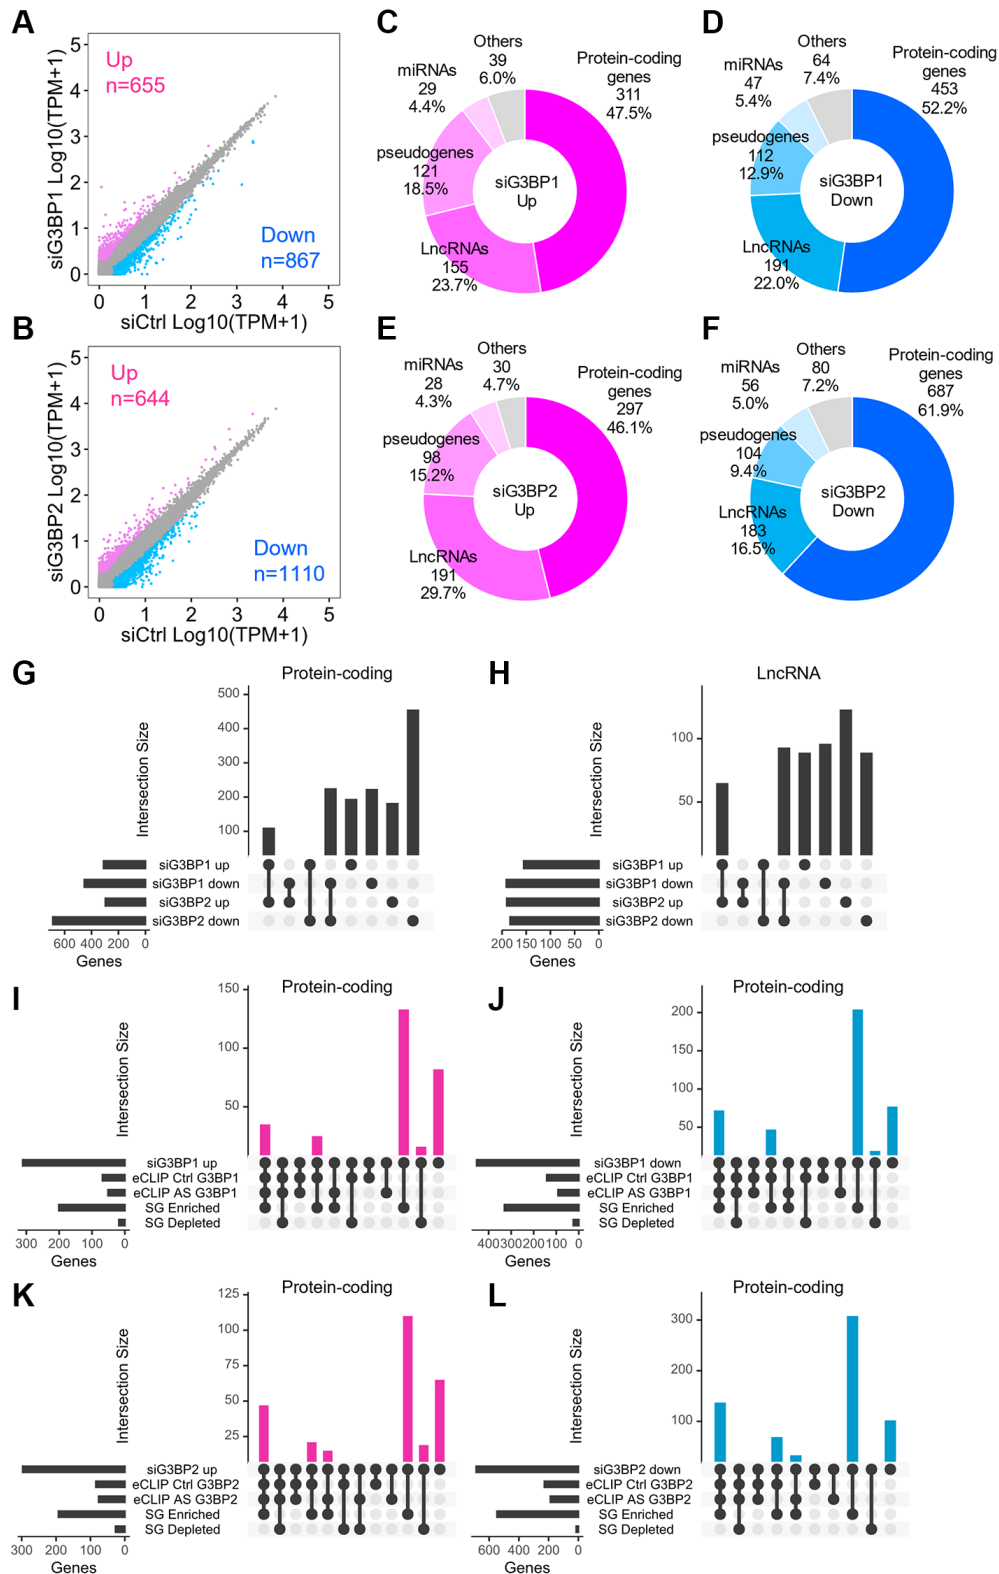 A
5
4
3
2
1
0
siG3BP1 Log10(TPM+1)
Up
n=655
Down
n=867
0 1 2 3 4 5
siCtrl Log10(TPM+1)
B
5
4
3
2
1
0
siG3BP2 Log10(TPM+1)
Up
n=644
Down
n=1110
0 1 2 3 4 5
siCtrl Log10(TPM+1)
C
Others
39
6.0%
miRNAs
29
4.4%
Protein-coding
genes
311
47.5%
pseudogenes
121
18.5%
siG3BP1
Up
LncRNAs
155
23.7%
D
Others
64
7.4%
miRNAs
47
5.4%
Protein-coding
genes
453
52.2%
pseudogenes
112
12.9%
siG3BP1
Down
LncRNAs
191
22.0%
E
Others
30
4.7%
miRNAs
28
4.3%
Protein-coding
genes
297
46.1%
pseudogenes
98
15.2%
siG3BP2
Up
LncRNAs
191
29.7%
F
Others
80
7.2%
miRNAs
56
5.0%
Protein-coding
genes
687
61.9%
pseudogenes
104
9.4%
siG3BP2
Down
LncRNAs
183
16.5%
G
Protein-coding
Intersection Size
500
400
300
200
100
siG3BP1 up
siG3BP1 down
siG3BP2 up
siG3BP2 down
600 400 200 0
Genes
H
LncRNA
Intersection Size
100
50
siG3BP1 up
siG3BP1 down
siG3BP2 up
siG3BP2 down
200 150 100 50 0
Genes
I
Protein-coding
Intersection Size
150
100
50
siG3BP1 up
eCLIP Ctrl G3BP1
eCLIP AS G3BP1
SG Enriched
SG Depleted
300 200 100 0
Genes
J
Protein-coding
Intersection Size
200
150
100
50
siG3BP1 down
eCLIP Ctrl G3BP1
eCLIP AS G3BP1
SG Enriched
SG Depleted
400 300 200 100 0
Genes
K
Protein-coding
Intersection Size
125
100
75
50
25
siG3BP2 up
eCLIP Ctrl G3BP2
eCLIP AS G3BP2
SG Enriched
SG Depleted
300 200 100 0
Genes
L
Protein-coding
Intersection Size
300
200
100
siG3BP2 down
eCLIP Ctrl G3BP2
eCLIP AS G3BP2
SG Enriched
SG Depleted
600 400 200 0
Genes